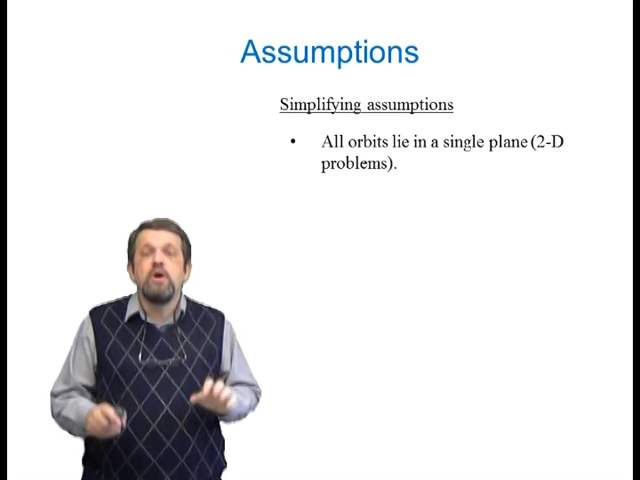 Assumptions
Simplifying assumptions
• All orbits lie in a single plane (2-D
problems).